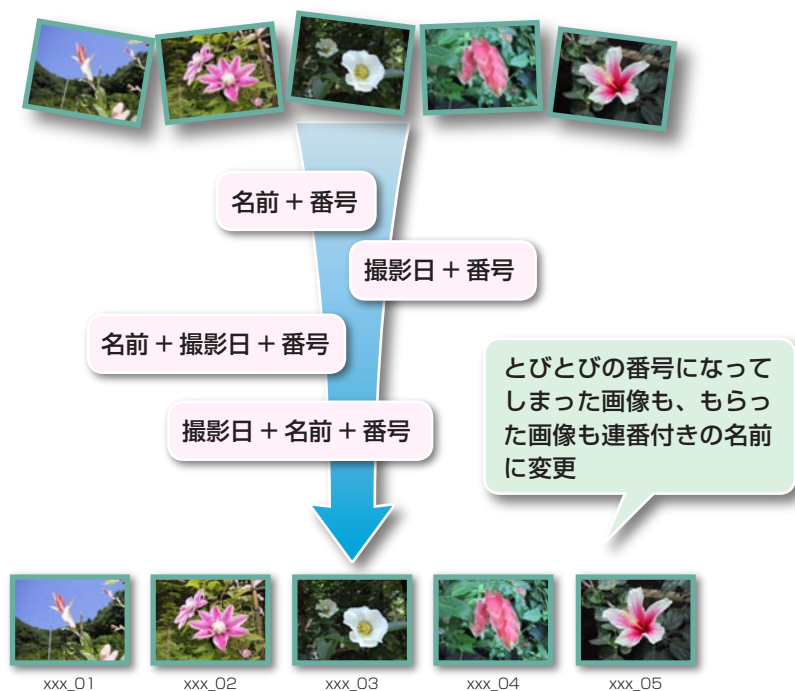 名前 + 番号
撮影日 + 番号
名前 + 撮影日 + 番号
撮影日 + 名前 + 番号
とびとびの番号になって
しまった画像も、もらっ
た画像も連番付きの名前
に変更
xxx_01
xxx_02
xxx_03
xxx_04
xxx_05